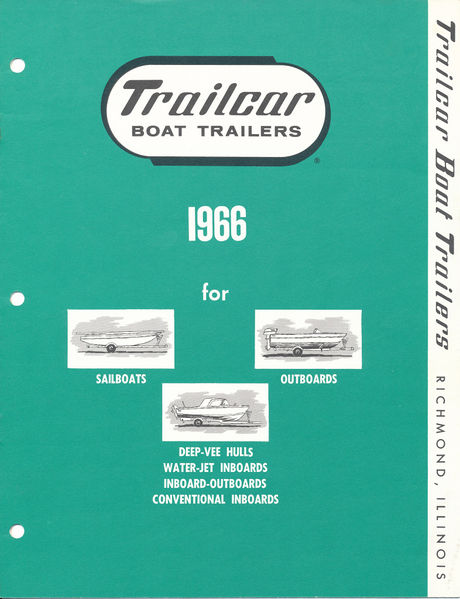 Trailcar
BOAT TRAILERS
®
1966
for
SAILBOATS
OUTBOARDS
DEEP-VEE HULLS
WATER-JET INBOARDS
INBOARD-OUTBOARDS
CONVENTIONAL INBOARDS
Trailcar Boat Trailers RICHMOND, ILLINOIS